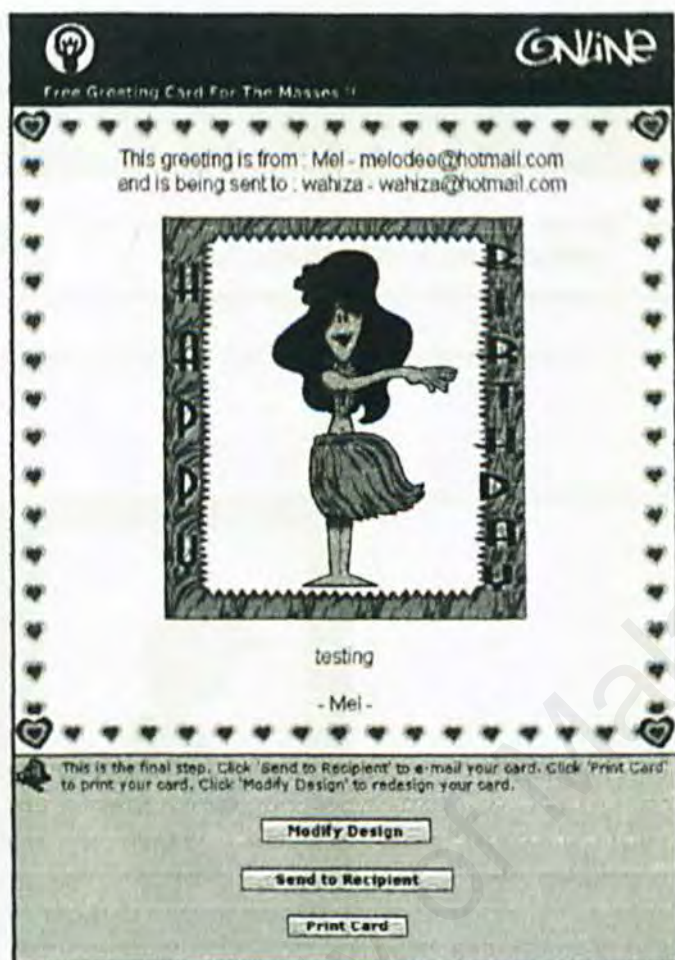 ONLINE
Free Greeting Card For The Masses !!
This greeting is from : Mel - melodee@hotmail.com
and is being sent to : wahiza - wahiza@hotmail.com
HAPPY
BIRTHDAY
testing
- Mel -
This is the final step. Click 'Send to Recipient' to e-mail your card. Click 'Print Card'
to print your card. Click 'Modify Design' to redesign your card.
Modify Design
Send to Recipient
Print Card